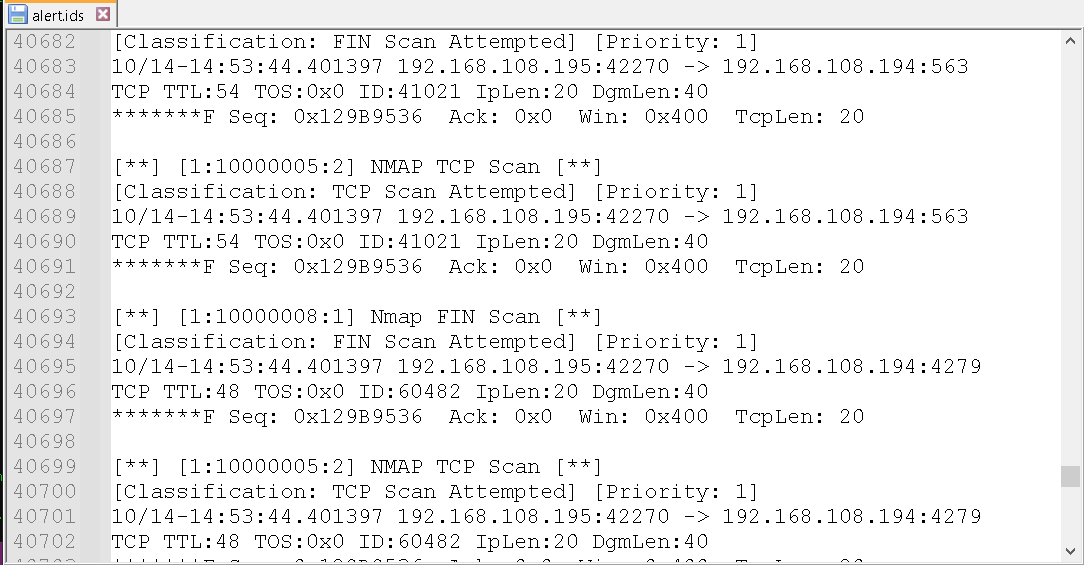 alert.ids
40682 [Classification: FIN Scan Attempted] [Priority: 1]
40683 10/14-14:53:44.401397 192.168.108.195:42270 -> 192.168.108.194:563
40684 TCP TTL:54 TOS:0x0 ID:41021 IpLen:20 DgmLen:40
40685 *******F Seq: 0x129B9536  Ack: 0x0  Win: 0x400  TcpLen: 20
40686
40687 [**] [1:10000005:2] NMAP TCP Scan [**]
40688 [Classification: TCP Scan Attempted] [Priority: 1]
40689 10/14-14:53:44.401397 192.168.108.195:42270 -> 192.168.108.194:563
40690 TCP TTL:54 TOS:0x0 ID:41021 IpLen:20 DgmLen:40
40691 *******F Seq: 0x129B9536  Ack: 0x0  Win: 0x400  TcpLen: 20
40692
40693 [**] [1:10000008:1] Nmap FIN Scan [**]
40694 [Classification: FIN Scan Attempted] [Priority: 1]
40695 10/14-14:53:44.401397 192.168.108.195:42270 -> 192.168.108.194:4279
40696 TCP TTL:48 TOS:0x0 ID:60482 IpLen:20 DgmLen:40
40697 *******F Seq: 0x129B9536  Ack: 0x0  Win: 0x400  TcpLen: 20
40698
40699 [**] [1:10000005:2] NMAP TCP Scan [**]
40700 [Classification: TCP Scan Attempted] [Priority: 1]
40701 10/14-14:53:44.401397 192.168.108.195:42270 -> 192.168.108.194:4279
40702 TCP TTL:48 TOS:0x0 ID:60482 IpLen:20 DgmLen:40